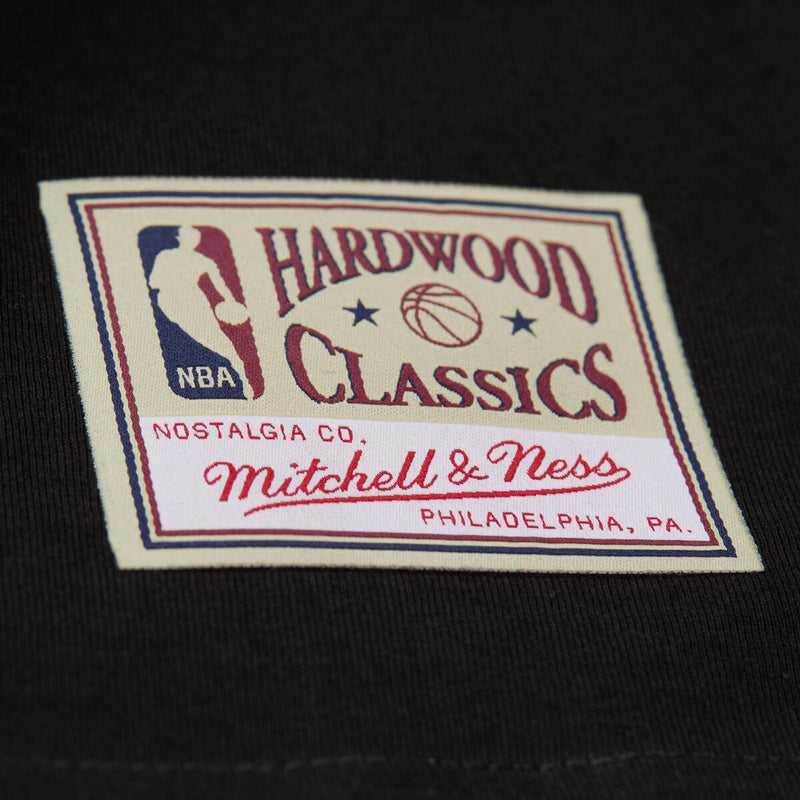 HARDWOOD
CLASSICS
NBA
NOSTALGIA CO.
Mitchell & Ness
PHILADELPHIA, PA.